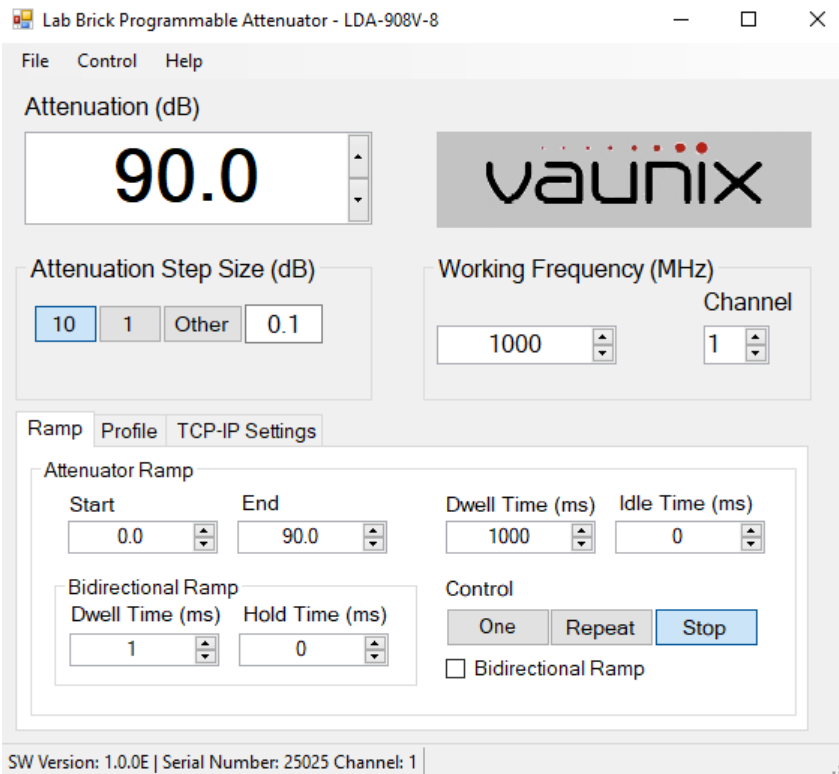 Lab Brick Programmable Attenuator - LDA-908V-8
File Control Help
Attenuation (dB)
90.0
vaunix
Attenuation Step Size (dB)
10 1 Other 0.1
Working Frequency (MHz)
Channel
1000 1
Ramp Profile TCP-IP Settings
Attenuator Ramp
Start End Dwell Time (ms) Idle Time (ms)
0.0 90.0 1000 0
Bidirectional Ramp
Dwell Time (ms) Hold Time (ms)
1 0
Control
One Repeat Stop
Bidirectional Ramp
SW Version: 1.0.0E | Serial Number: 25025 Channel: 1